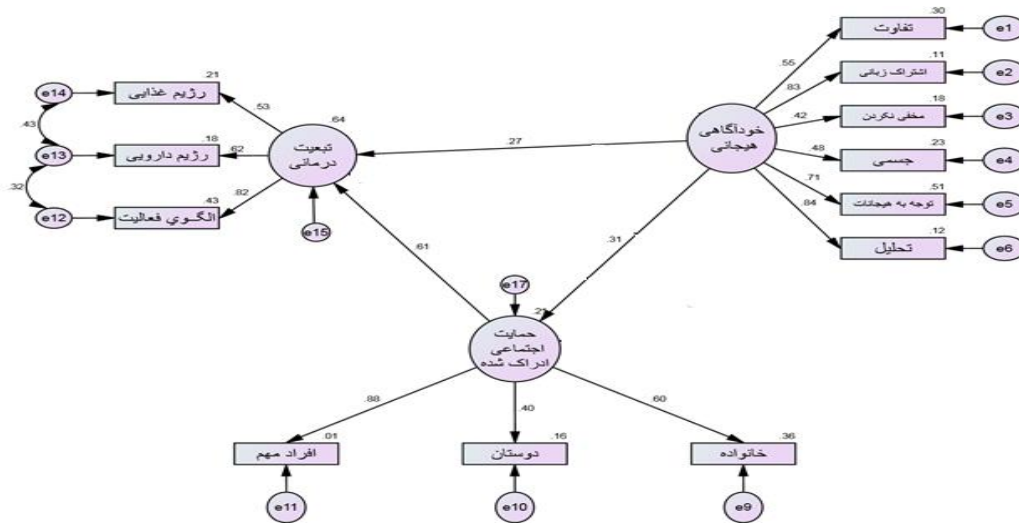 .30
تفاوت
e1
.55
.11
اشتراک زبانی
e2
.83
.18
مخفی نکردن
e3
.42
.23
جسمی
e4
.48
.51
توجه به هیجانات
e5
.71
.12
تحلیل
e6
.84
خودآگاهی
هیجانی
.27
.31
.64
تبعیت
درمانی
e15
.21
رژیم غذایی
e14
.53
.43
.18
رژیم دارویی
e13
.62
.32
.43
الگوي فعالیت
e12
.82
.61
e17
حمایت
اجتماعی
ادراک شده
.88
.40
.60
.01
افراد مهم
e11
.16
دوستان
e10
.36
خانواده
e9